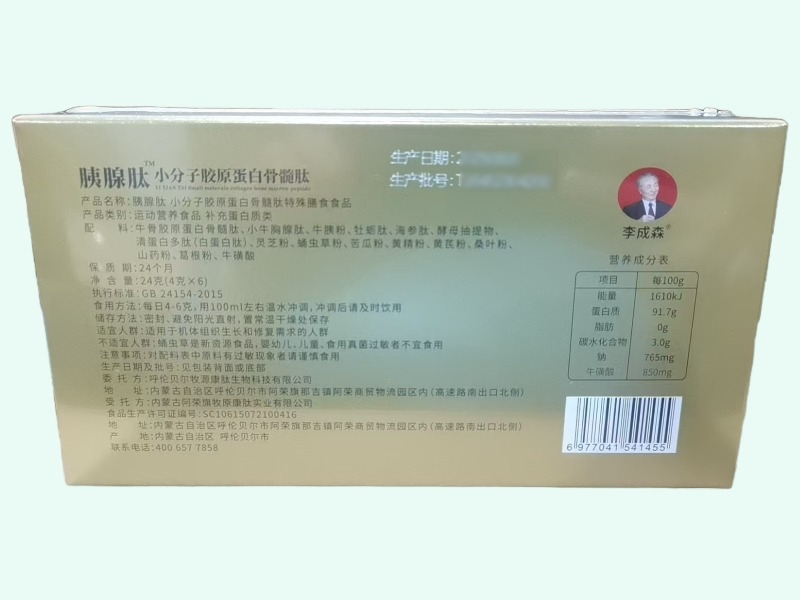 胰腺肽™ 小分子胶原蛋白骨髓肽
产品名称：胰腺肽 小分子胶原蛋白骨髓肽特殊膳食食品
产品类别：运动营养食品 补充蛋白质类
配 料：牛骨胶原蛋白骨髓肽、小牛胸腺肽、牛胰粉、牡蛎肽、海参肽、酵母抽提物、
清蛋白多肽(白蛋白肽)、灵芝粉、蛹虫草粉、苦瓜粉、黄精粉、黄芪粉、桑叶粉、
山药粉、葛根粉、牛磺酸
保 质 期：24个月
净 含 量：24克(4克×6)
执行标准：GB 24154-2015
食用方法：每日4-6克，用100ml左右温水冲调，冲调后请及时饮用
储存方法：密封、避免阳光直射，置常温干燥处保存
适宜人群：适用于机体组织生长和修复需求的人群
不适宜人群：蛹虫草是新资源食品，婴幼儿、儿童、食用真菌过敏者不宜食用
注意事项：对配料表中原料有过敏现象者请谨慎食用
生产日期及批号：见包装背面或底部
委 托 方：呼伦贝尔牧源康肽生物科技有限公司
地 址：内蒙古自治区呼伦贝尔市阿荣旗那吉镇阿荣商贸物流园区内(高速路南出口北侧)
受 托 方：内蒙古阿荣旗牧原康肽实业有限公司
食品生产许可证编号：SC10615072100416
地 址：内蒙古自治区呼伦贝尔市阿荣旗那吉镇阿荣商贸物流园区内(高速路南出口北侧)
产 地：内蒙古自治区 呼伦贝尔市
联系电话：400 657 7858
生产日期：
生产批号：
李成森®
营养成分表
项目 每100g
能量 1610kJ
蛋白质 91.7g
脂肪 0g
碳水化合物 3.0g
钠 765mg
牛磺酸 850mg
6 977041 541455